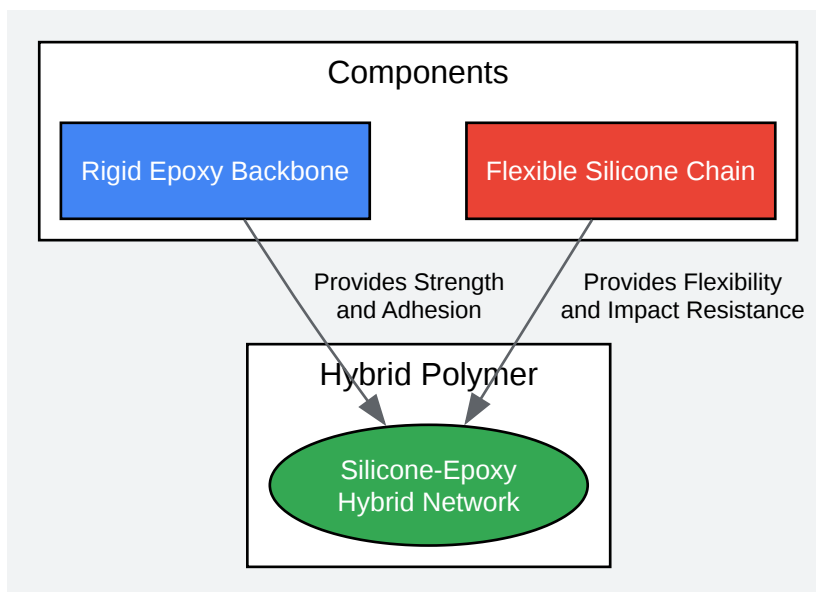 Components
Rigid Epoxy Backbone
Flexible Silicone Chain
Provides Strength
and Adhesion
Provides Flexibility
and Impact Resistance
Hybrid Polymer
Silicone-Epoxy
Hybrid Network